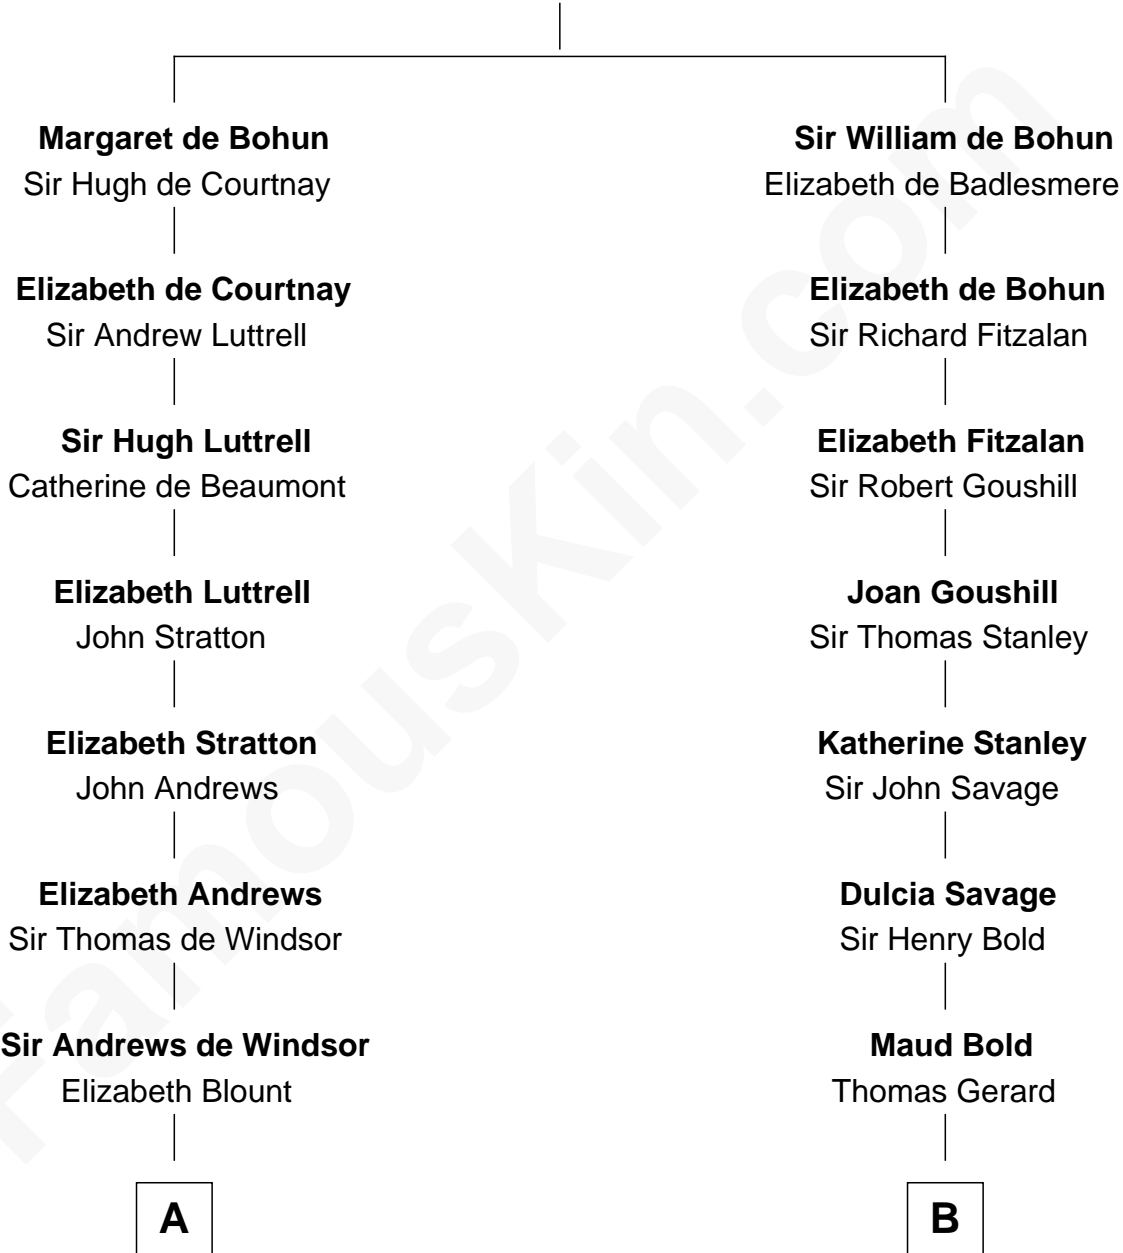 Margaret de Bohun
Sir Hugh de Courtnay
Elizabeth de Courtnay
Sir Andrew Luttrell
Sir Hugh Luttrell
Catherine de Beaumont
Elizabeth Luttrell
John Stratton
Elizabeth Stratton
John Andrews
Elizabeth Andrews
Sir Thomas de Windsor
Sir Andrews de Windsor
Elizabeth Blount
A
Sir William de Bohun
Elizabeth de Badlesmere
Elizabeth de Bohun
Sir Richard Fitzalan
Elizabeth Fitzalan
Sir Robert Goushill
Joan Goushill
Sir Thomas Stanley
Katherine Stanley
Sir John Savage
Dulcia Savage
Sir Henry Bold
Maud Bold
Thomas Gerard
B
FamousKin.com